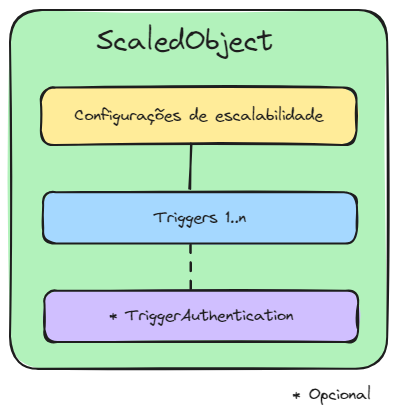 ScaledObject
Configurações de escalabilidade
Triggers 1..n
* TriggerAuthentication
* Opcional